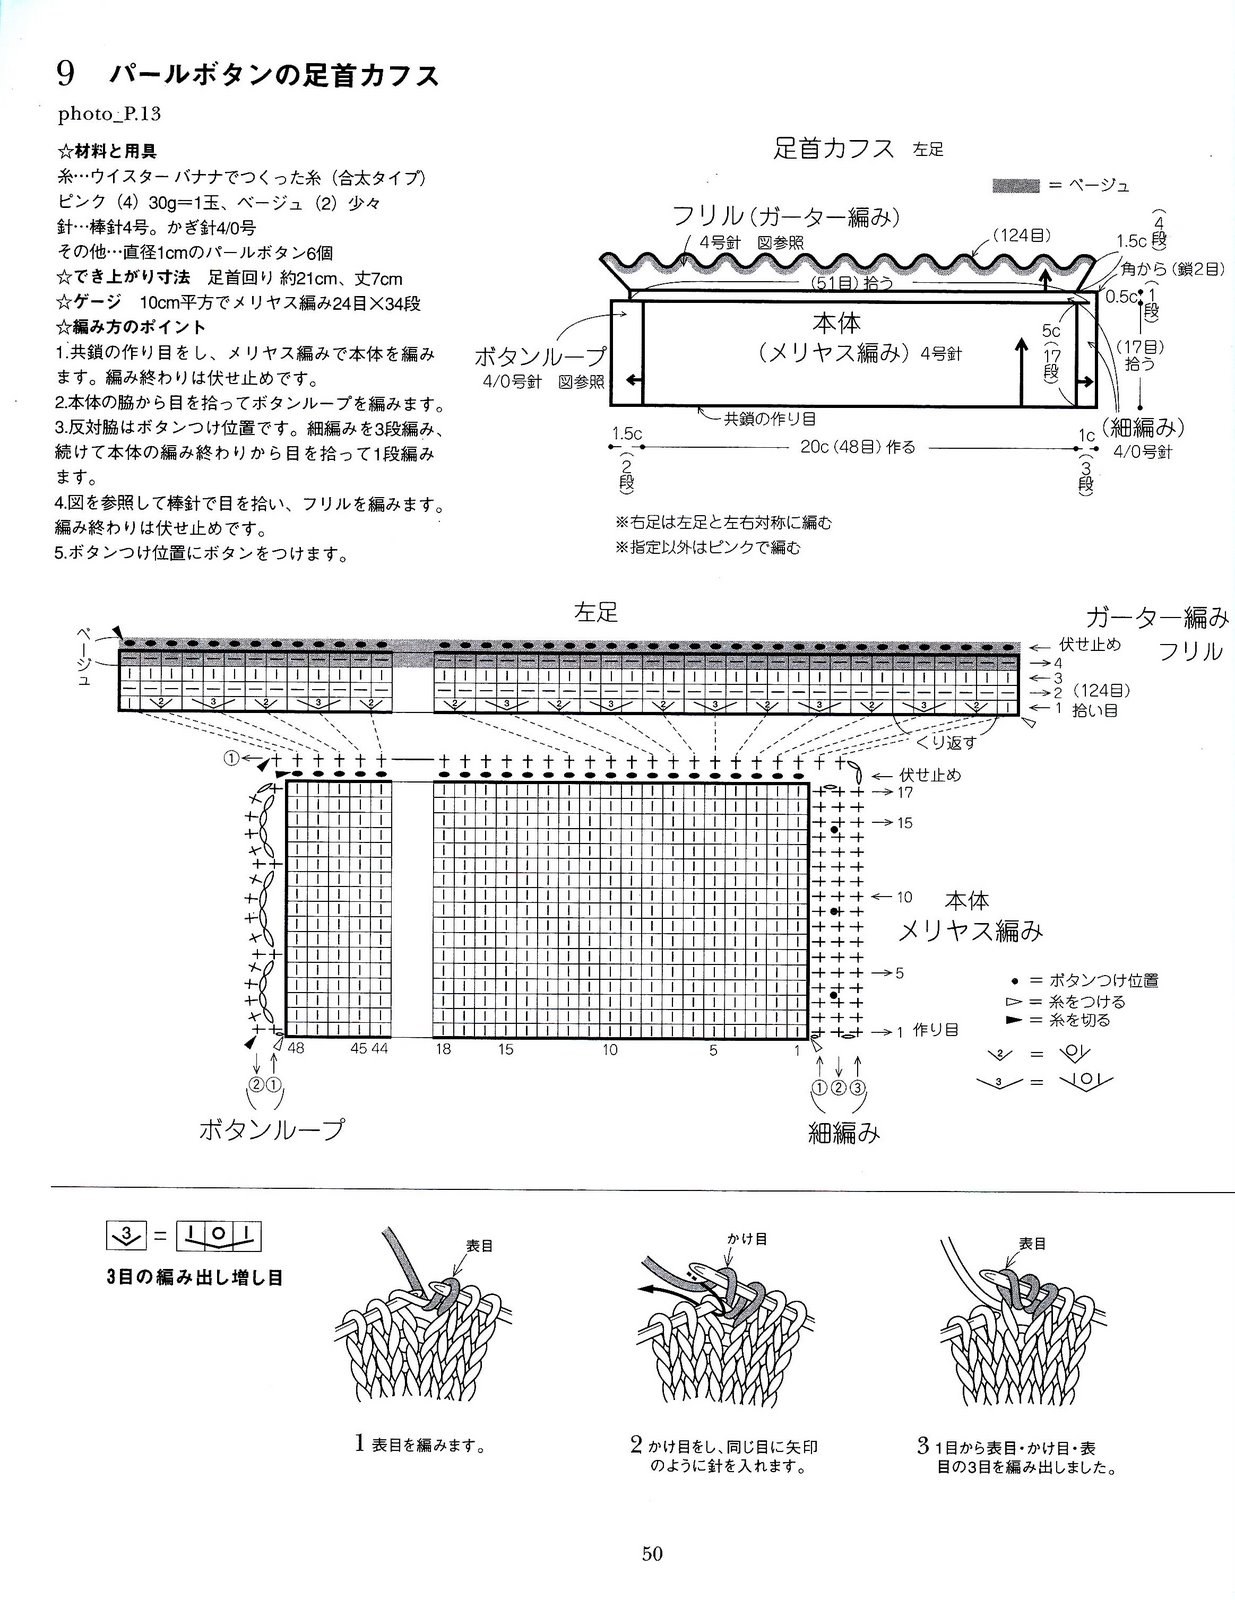 9 パールボタンの足首カフス
photo_P.13
☆材料と用具
糸…ウイスター バナナでつくった糸（合太タイプ）
ピンク（4）30g＝1玉、ベージュ（2）少々
針…棒針4号。かぎ針4/0号
その他…直径1cmのパールボタン6個
☆でき上がり寸法 足首回り 約21cm、丈7cm
☆ゲージ 10cm平方でメリヤス編み24目×34段
☆編み方のポイント
1.共鎖の作り目をし、メリヤス編みで本体を編み
ます。編み終わりは伏せ止めです。
2.本体の脇から目を拾ってボタンループを編みます。
3.反対脇はボタンつけ位置です。細編みを3段編み、
続けて本体の編み終わりから目を拾って1段編み
ます。
4.図を参照して棒針で目を拾い、フリルを編みます。
編み終わりは伏せ止めです。
5.ボタンつけ位置にボタンをつけます。
足首カフス 左足
＝ベージュ
フリル（ガーター編み）
4号針 図参照
（124目）
1.5c（4段）
角から（鎖2目）
（51目）拾う
0.5c（1段）
本体
（メリヤス編み）4号針
5c（17段）
（17目）拾う
ボタンループ
4/0号針 図参照
共鎖の作り目
（細編み）
4/0号針
1.5c（2段）
20c（48目）作る
1c（3段）
※右足は左足と左右対称に編む
※指定以外はピンクで編む
左足
ガーター編み
フリル
ベージュ
伏せ止め
4
3
2（124目）
1 拾い目
2 3 2 3 2 2 3 2 3 2 3 2 3 2 3 2
くり返す
①
伏せ止め
17
15
10
5
1 作り目
本体
メリヤス編み
●＝ボタンつけ位置
＝糸をつける
＝糸を切る
2 ＝
3 ＝
48 45 44 18 15 10 5 1
②①
①②③
ボタンループ
細編み
3 ＝
3目の編み出し増し目
表目
かけ目
表目
1 表目を編みます。
2 かけ目をし、同じ目に矢印
のように針を入れます。
3 1目から表目・かけ目・表
目の3目を編み出しました。
50